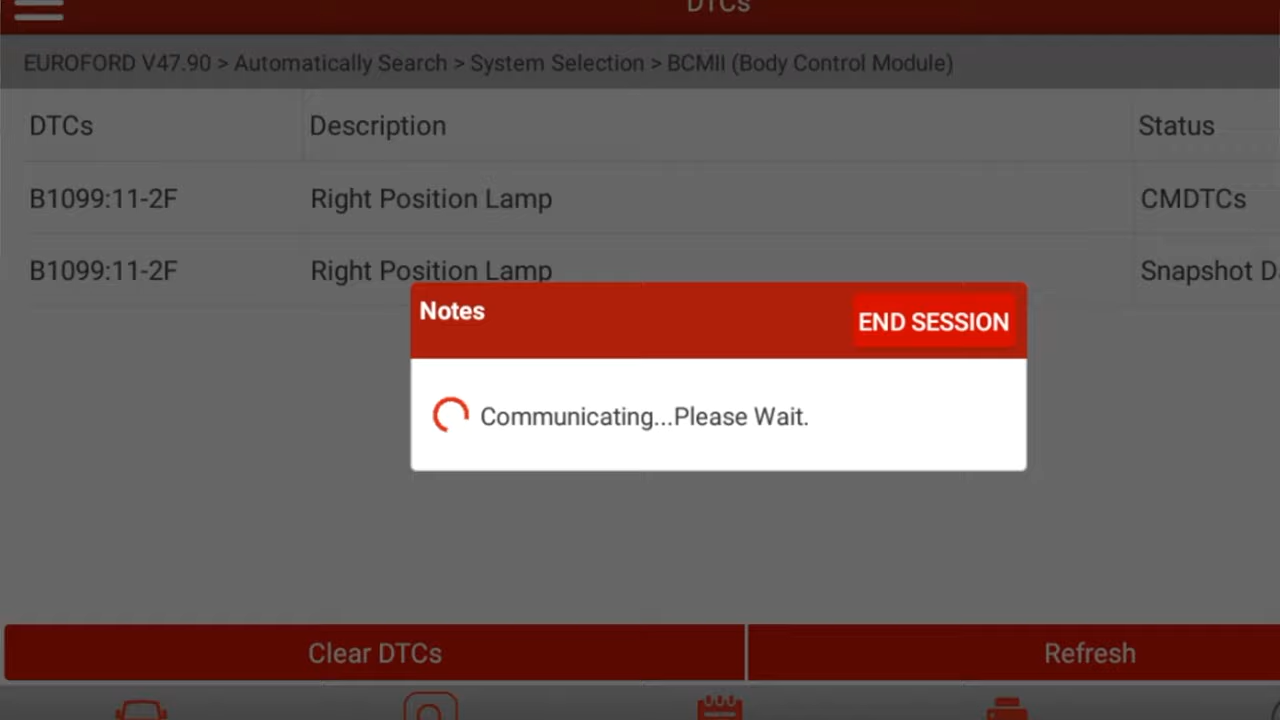 DTCs
EUROFORD V47.90 > Automatically Search > System Selection > BCMII (Body Control Module)
DTCs Description Status
B1099:11-2F Right Position Lamp CMDTCs
B1099:11-2F Right Position Lamp Snapshot D
Notes END SESSION
Communicating...Please Wait.
Clear DTCs Refresh